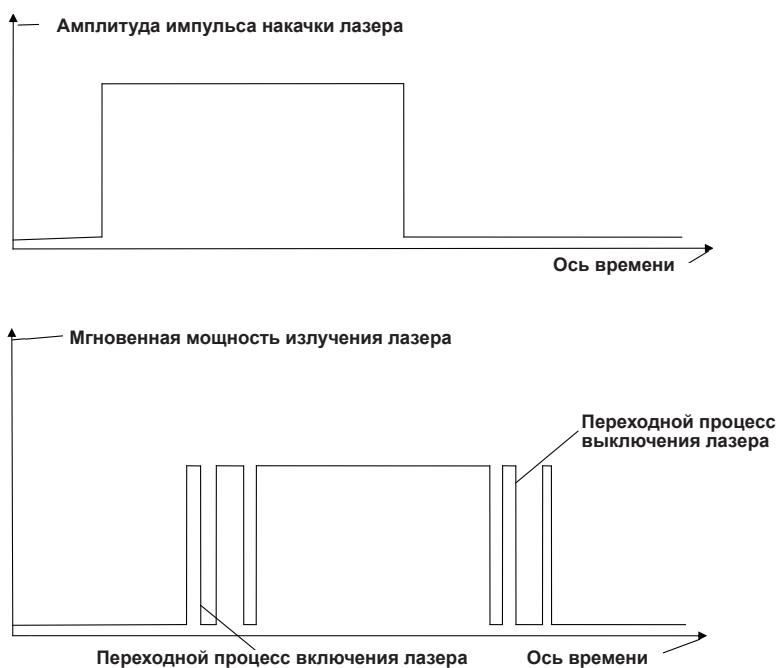 Амплитуда импульса накачки лазера
Ось времени
Мгновенная мощность излучения лазера
Переходной процесс
выключения лазера
Переходной процесс включения лазера
Ось времени